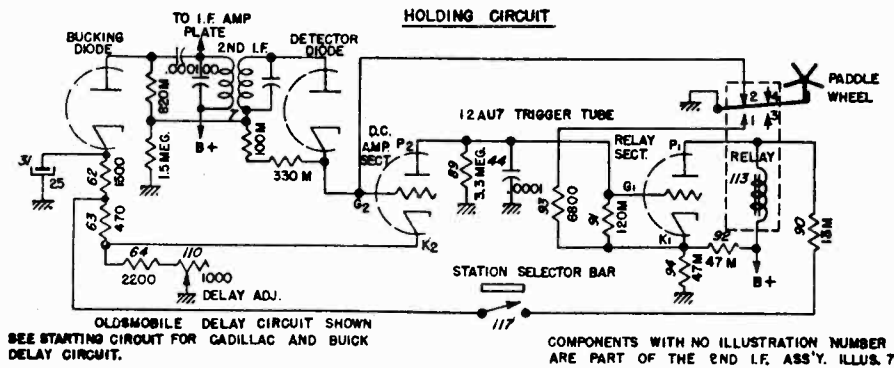 HOLDING CIRCUIT
TO I.F. AMP
PLATE
BUCKING
DIODE
2ND I.F.
DETECTOR
DIODE
.0001
820M
1.5 MEG.
B+
100M
330 M
31
25
62
1500
63
470
64
2200
110
1000
DELAY ADJ.
D.C.
AMP.
SECT.
P2
G2
K2
12AU7 TRIGGER TUBE
89
3.3 MEG.
44
.0001
93
6800
91
120M
RELAY
SECT.
P1
G1
K1
94
47M
47 M
B+
RELAY
113
90
2
4
1
3
PADDLE
WHEEL
STATION SELECTOR BAR
117
OLDSMOBILE DELAY CIRCUIT SHOWN
SEE STARTING CIRCUIT FOR CADILLAC AND BUICK
DELAY CIRCUIT.
COMPONENTS WITH NO ILLUSTRATION NUMBER
ARE PART OF THE 2ND I.F. ASS'Y. ILLUS. 7